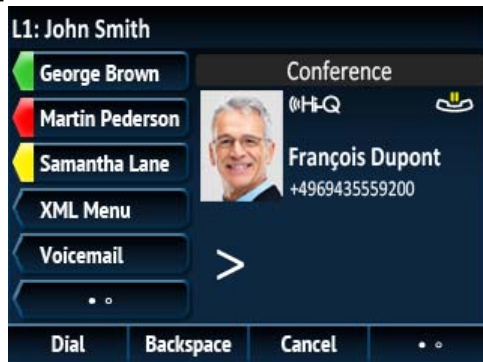 L1: John Smith
George Brown
Conference
Hi-Q
Martin Pederson
François Dupont
Samantha Lane
+4969435559200
XML Menu
Voicemail
>
Dial Backspace Cancel